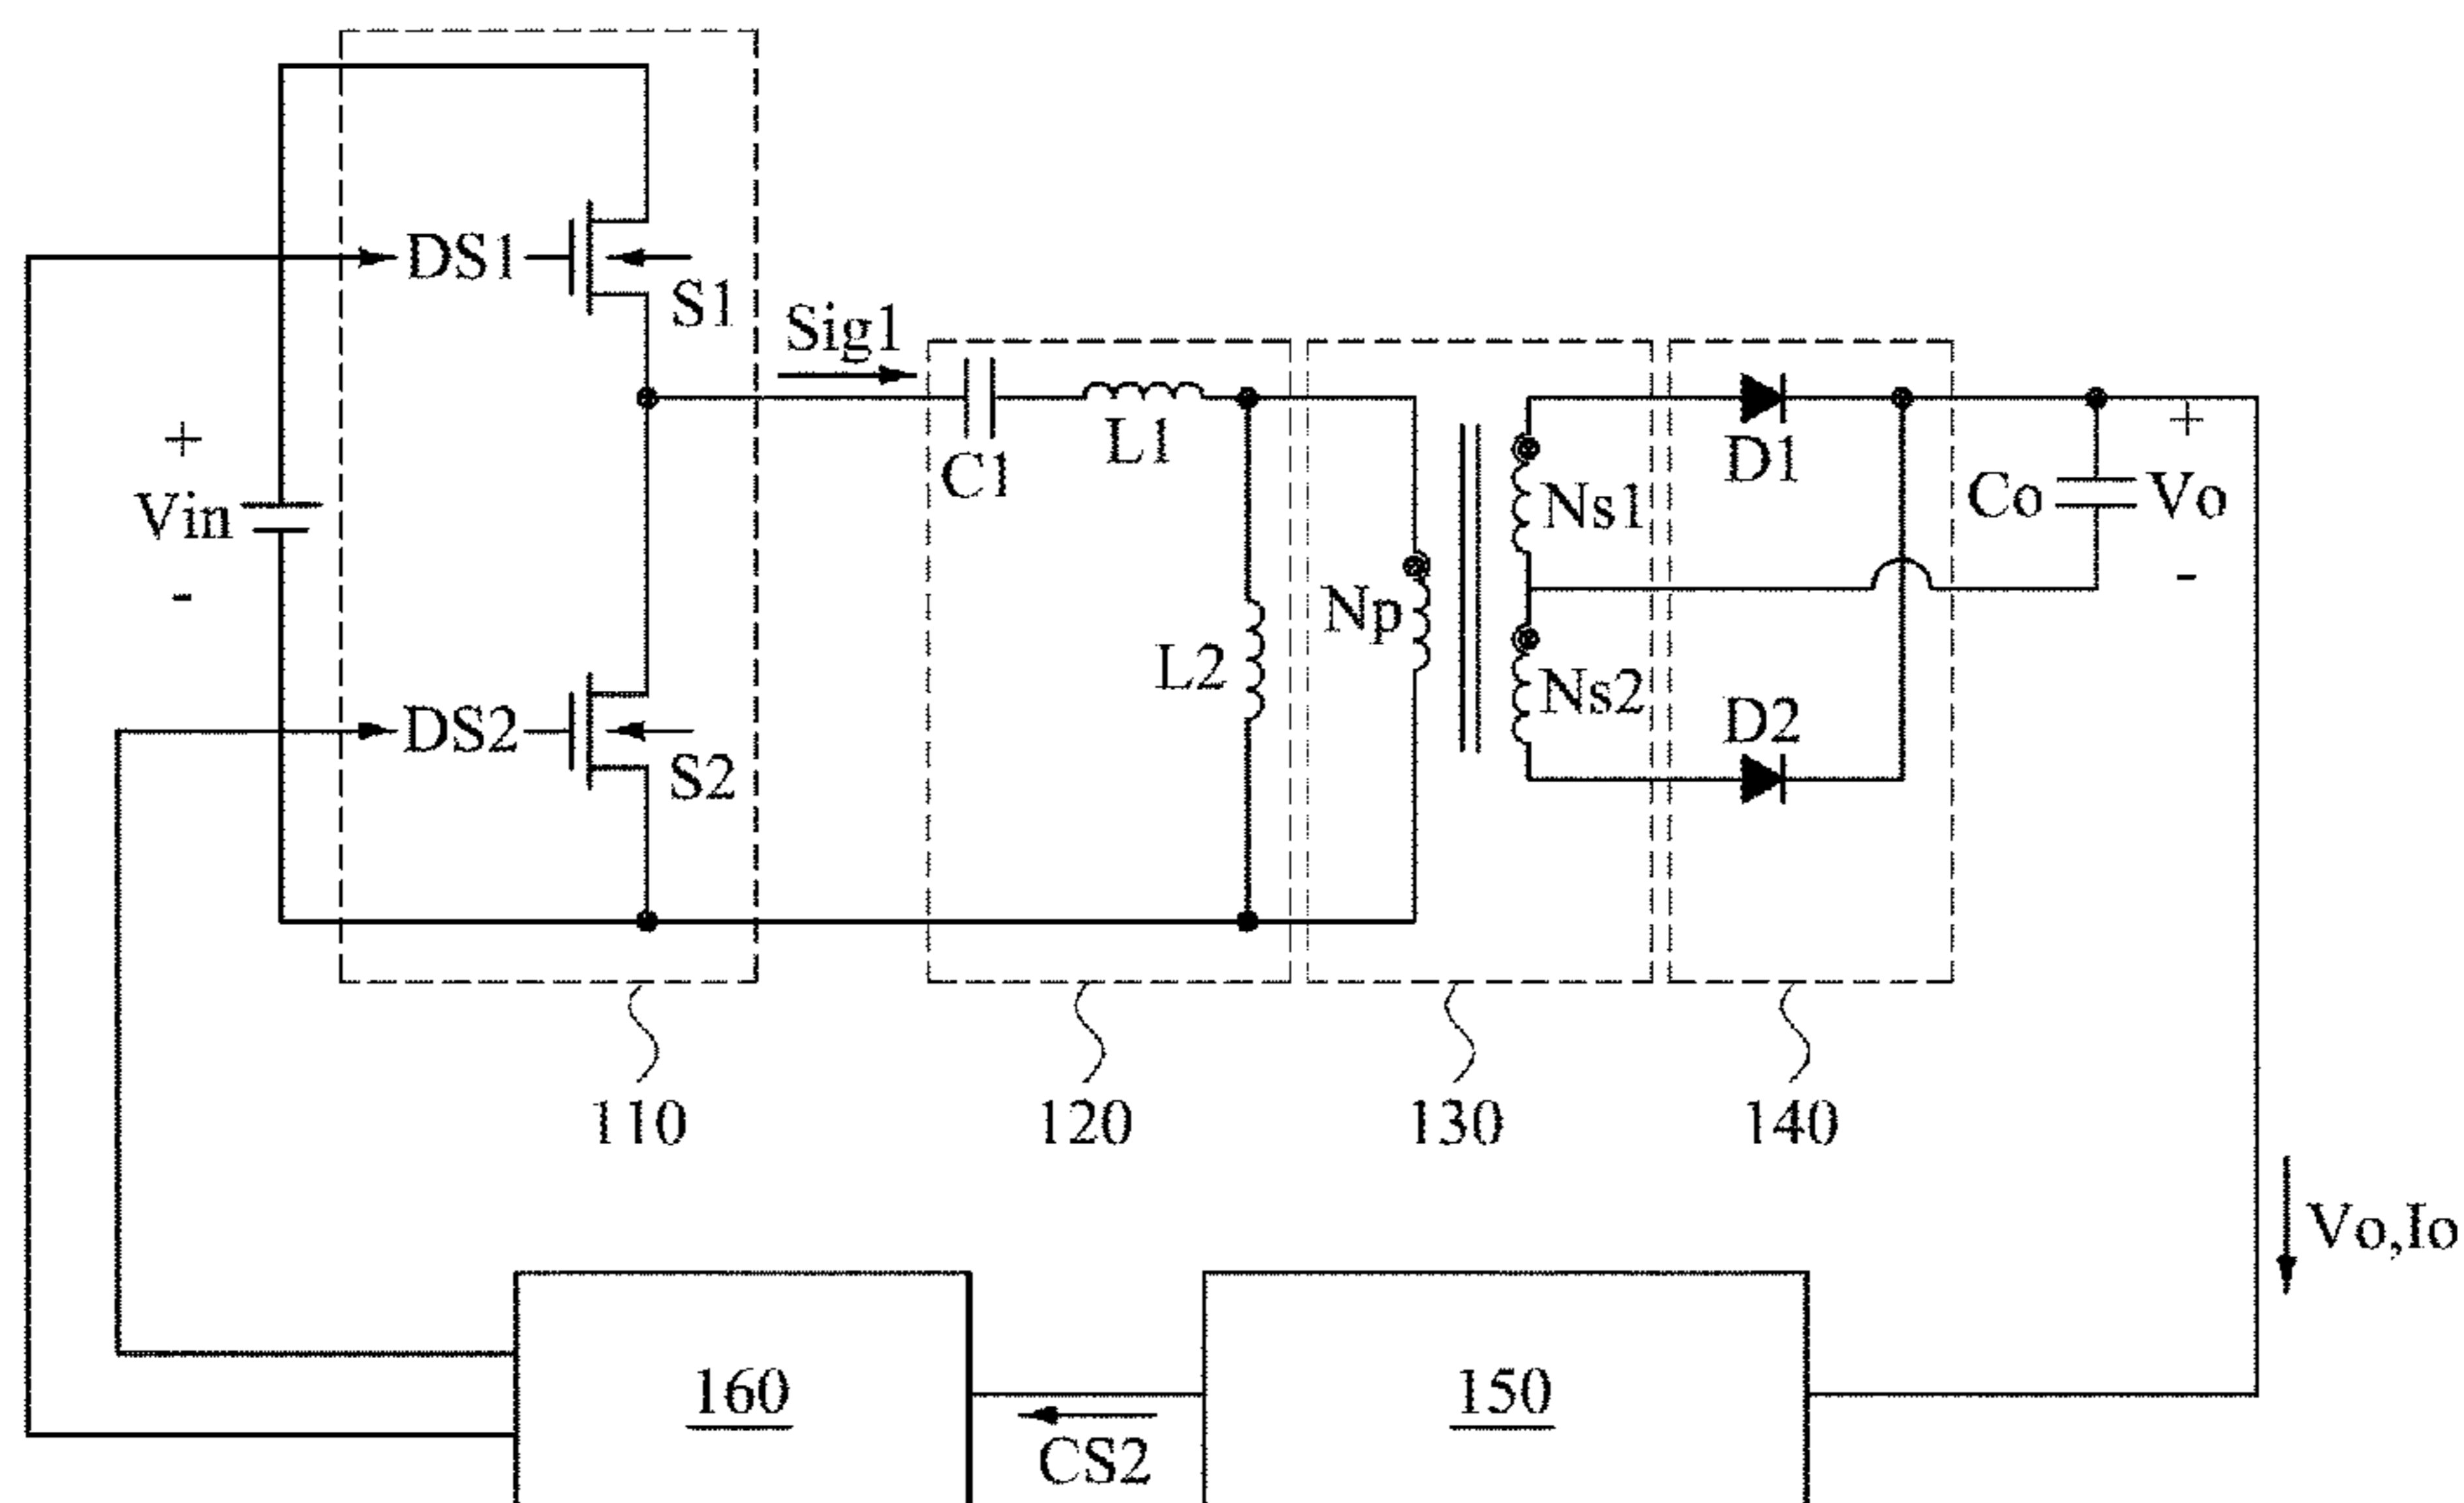 DS1
S1
Sig1
+
Vin
-
DS2
S2
C1
L1
L2
Np
Ns1
Ns2
D1
D2
Co
+
Vo
-
110
120
130
140
Vo,Io
160
CS2
150